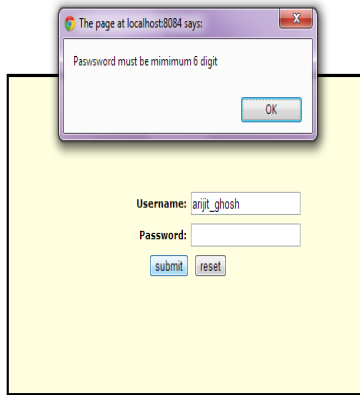 The page at localhost:8084 says:
Paswsword must be mimimum 6 digit
OK
Username: arijit_ghosh
Password:
submit reset